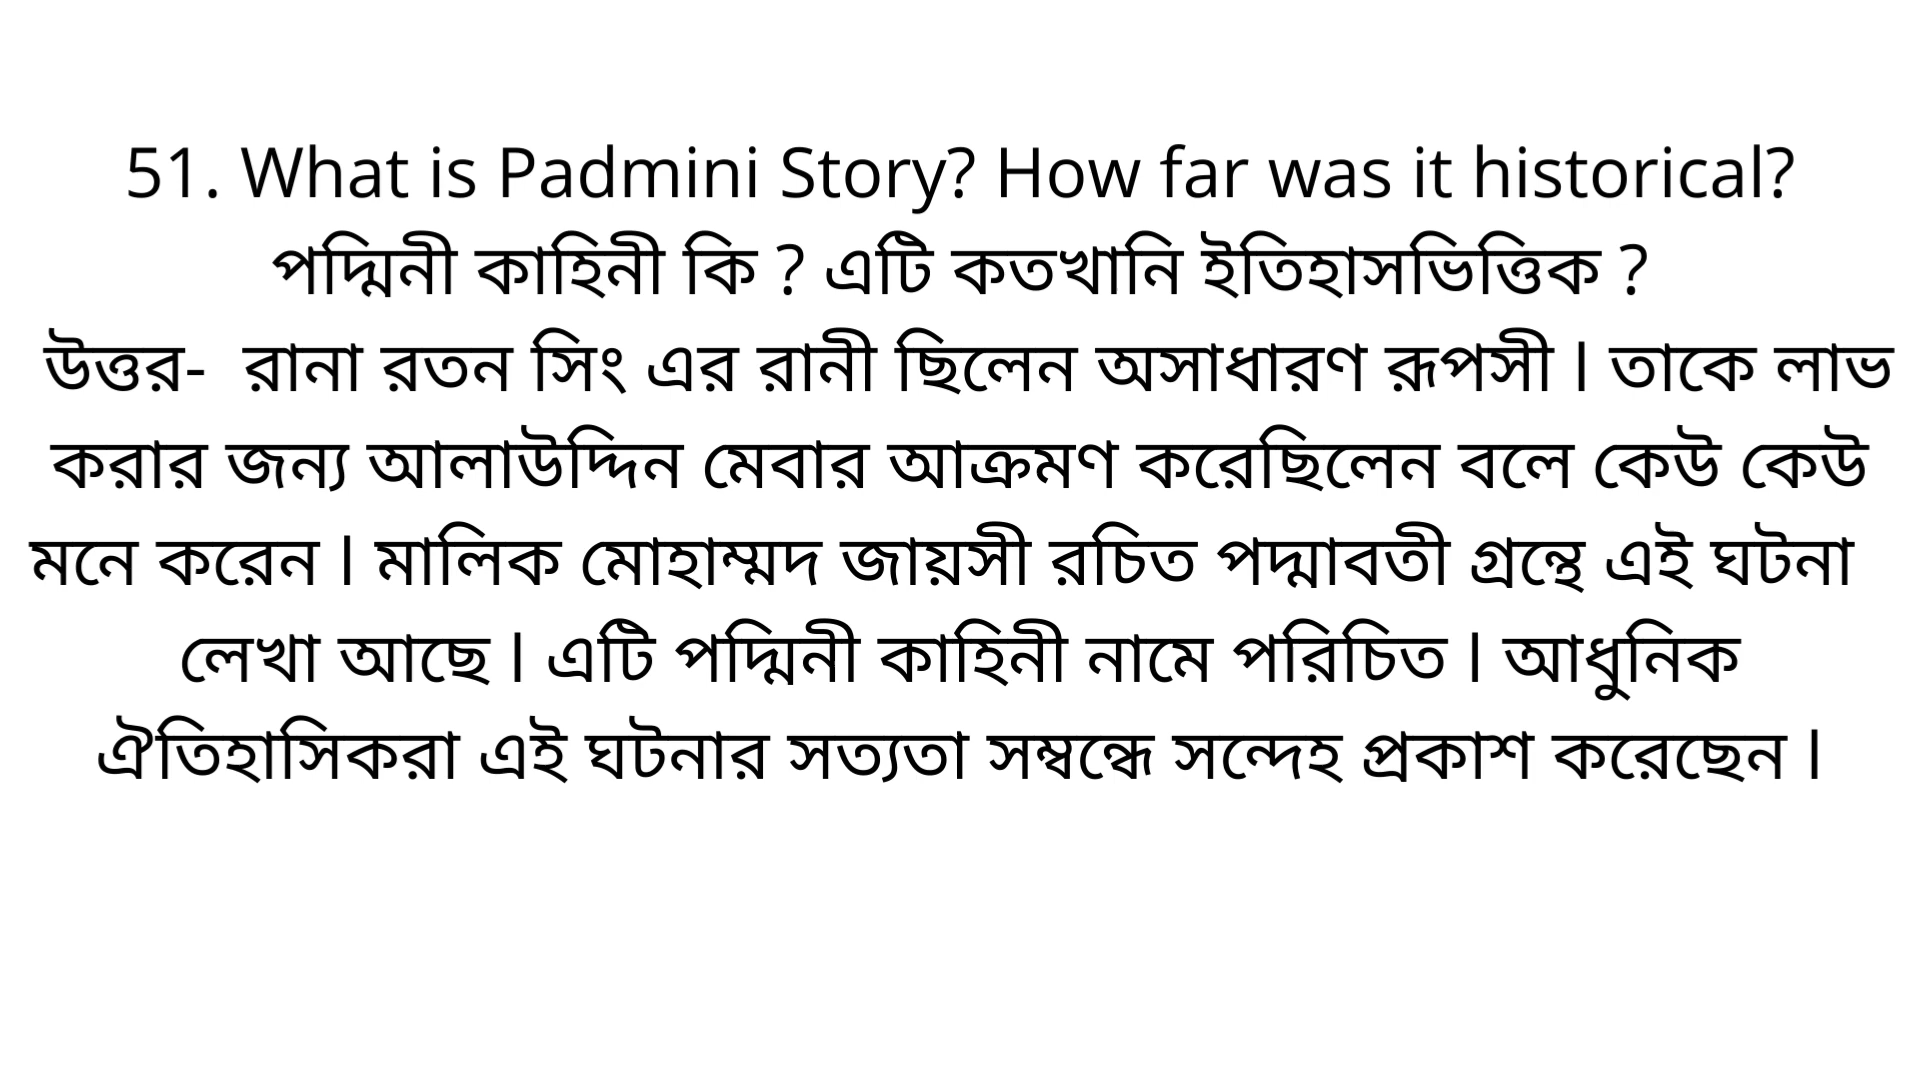 51. What is Padmini Story? How far was it historical?
পদ্মিনী কাহিনী কি ? এটি কতখানি ইতিহাসভিত্তিক ?
উত্তর-  রানা রতন সিং এর রানী ছিলেন অসাধারণ রূপসী l তাকে লাভ
করার জন্য আলাউদ্দিন মেবার আক্রমণ করেছিলেন বলে কেউ কেউ
মনে করেন l মালিক মোহাম্মদ জায়সী রচিত পদ্মাবতী গ্রন্থে এই ঘটনা
লেখা আছে l এটি পদ্মিনী কাহিনী নামে পরিচিত l আধুনিক
ঐতিহাসিকরা এই ঘটনার সত্যতা সম্বন্ধে সন্দেহ প্রকাশ করেছেন l